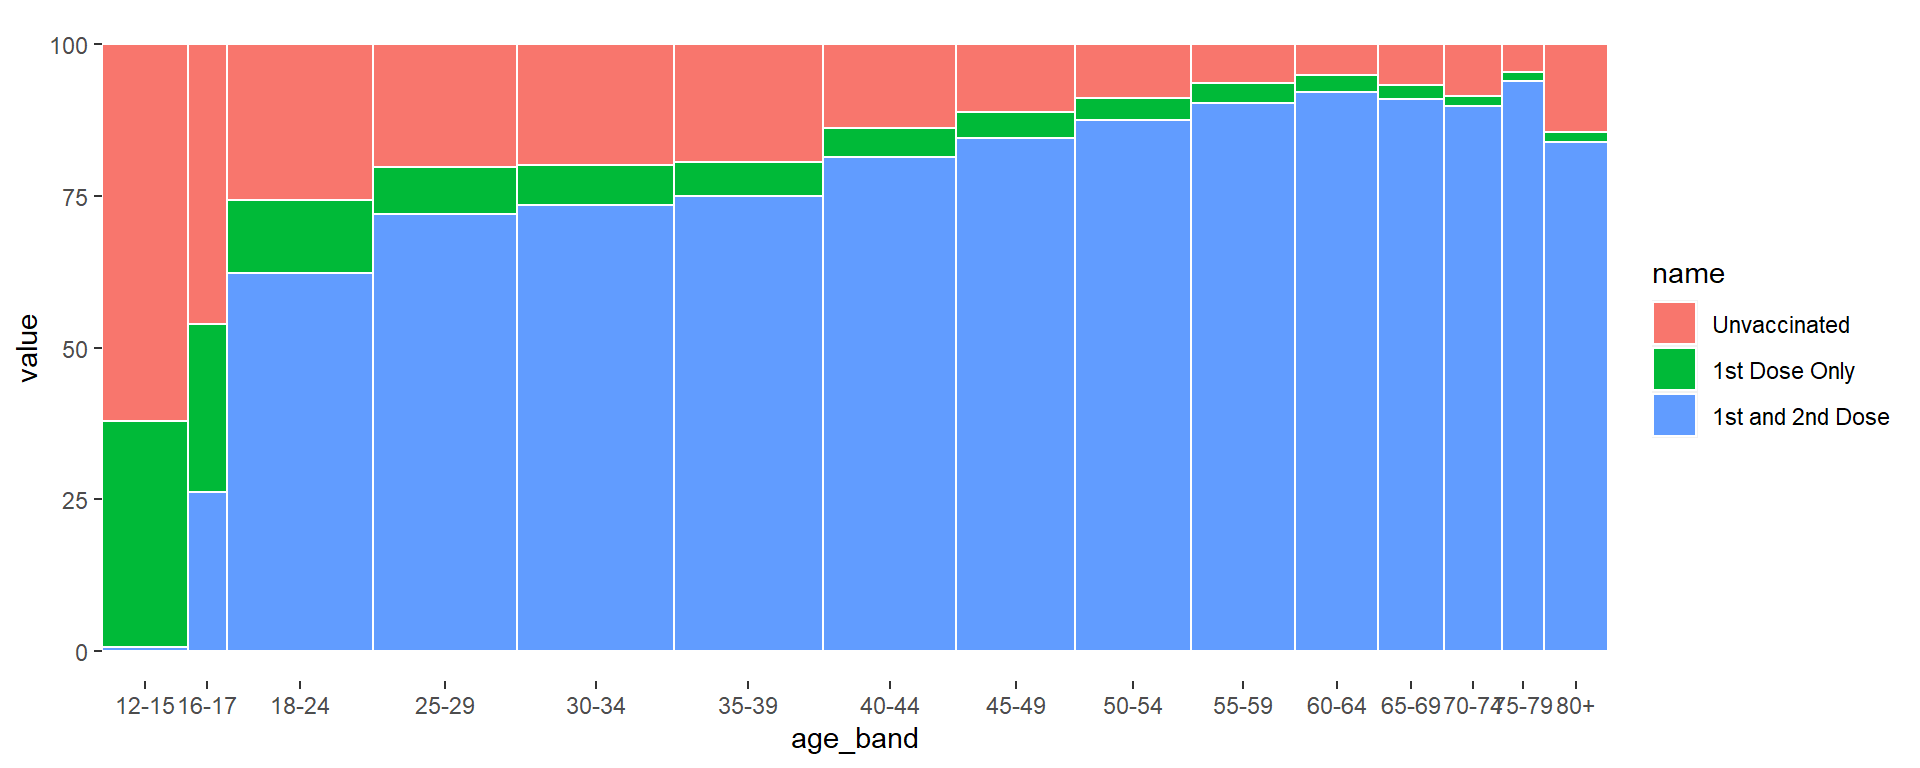 100
75
50
25
0
value
12-15 16-17 18-24 25-29 30-34 35-39 40-44 45-49 50-54 55-59 60-64 65-69 70-74 75-79 80+
age_band
name
Unvaccinated
1st Dose Only
1st and 2nd Dose